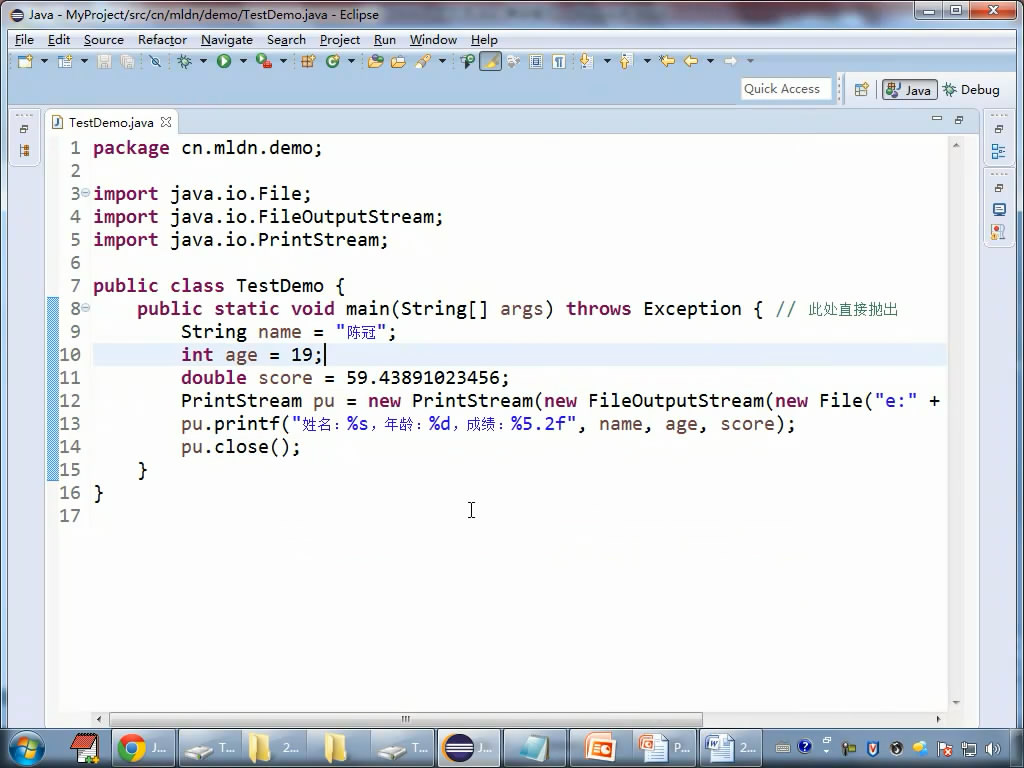 Java - MyProject/src/cn/mldn/demo/TestDemo.java - Eclipse
File Edit Source Refactor Navigate Search Project Run Window Help
Quick Access Java Debug
TestDemo.java
1 package cn.mldn.demo;
2
3 import java.io.File;
4 import java.io.FileOutputStream;
5 import java.io.PrintStream;
6
7 public class TestDemo {
8 public static void main(String[] args) throws Exception { // 此处直接抛出
9 String name = "陈冠";
10 int age = 19;
11 double score = 59.43891023456;
12 PrintStream pu = new PrintStream(new FileOutputStream(new File("e:" +
13 pu.printf("姓名：%s，年龄：%d，成绩：%5.2f", name, age, score);
14 pu.close();
15 }
16 }
17
J... T... 2... T... J... P... 2...